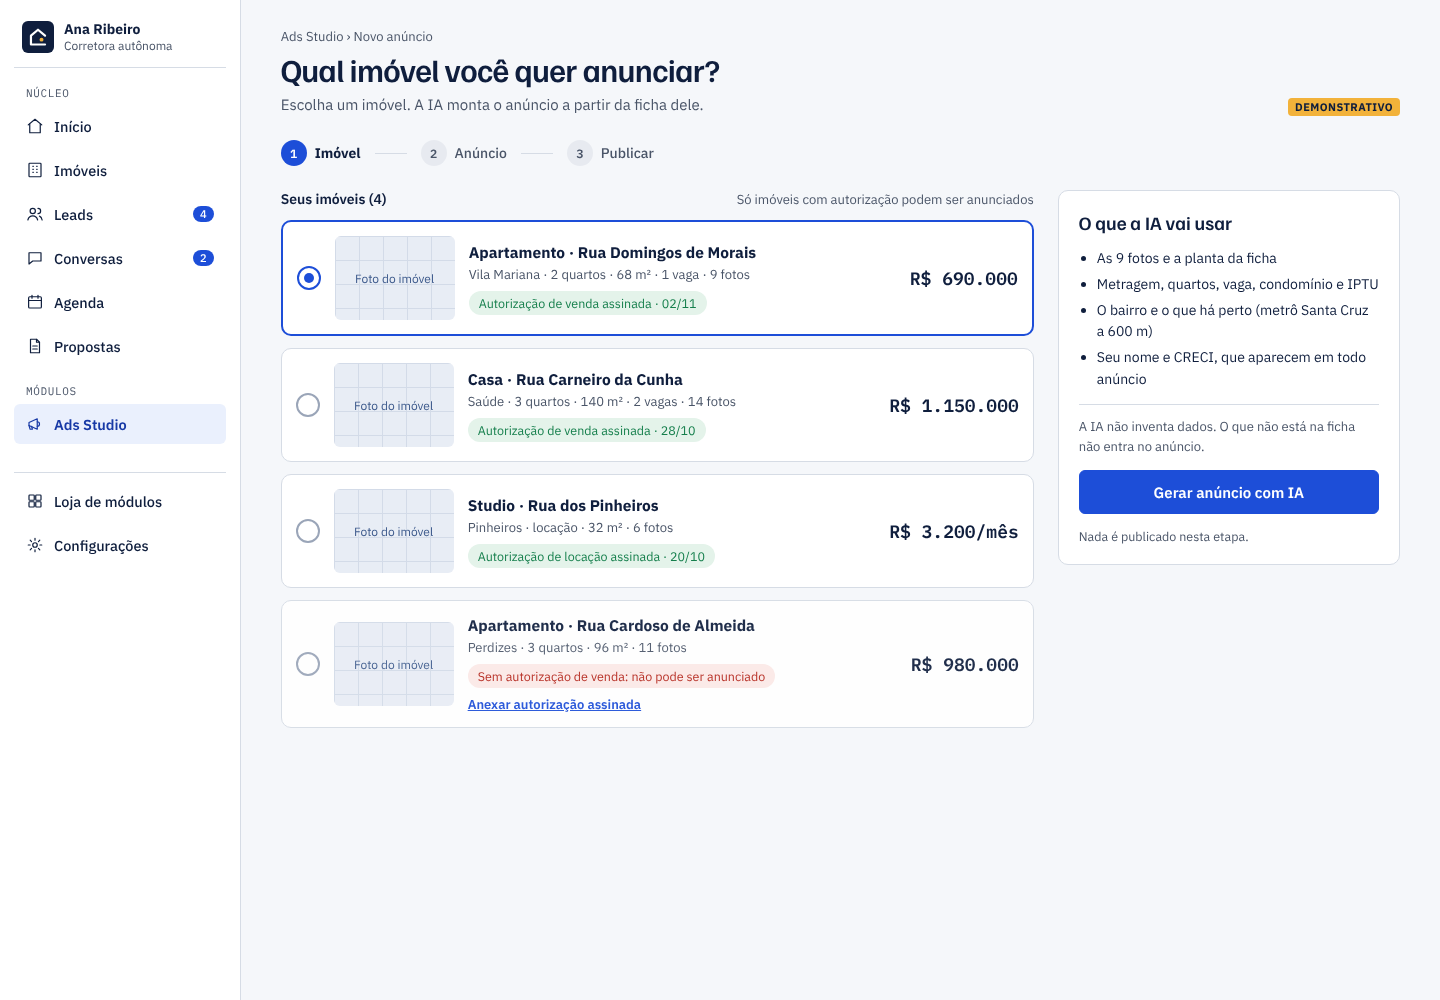 Ana Ribeiro
Corretora autônoma
NÚCLEO
Início
Imóveis
Leads 4
Conversas 2
Agenda
Propostas
MÓDULOS
Ads Studio
Loja de módulos
Configurações
Ads Studio › Novo anúncio
Qual imóvel você quer anunciar?
Escolha um imóvel. A IA monta o anúncio a partir da ficha dele.
DEMONSTRATIVO
1 Imóvel 2 Anúncio 3 Publicar
Seus imóveis (4)
Só imóveis com autorização podem ser anunciados
Foto do imóvel
Apartamento · Rua Domingos de Morais
Vila Mariana · 2 quartos · 68 m² · 1 vaga · 9 fotos
Autorização de venda assinada · 02/11
R$ 690.000
Foto do imóvel
Casa · Rua Carneiro da Cunha
Saúde · 3 quartos · 140 m² · 2 vagas · 14 fotos
Autorização de venda assinada · 28/10
R$ 1.150.000
Foto do imóvel
Studio · Rua dos Pinheiros
Pinheiros · locação · 32 m² · 6 fotos
Autorização de locação assinada · 20/10
R$ 3.200/mês
Foto do imóvel
Apartamento · Rua Cardoso de Almeida
Perdizes · 3 quartos · 96 m² · 11 fotos
Sem autorização de venda: não pode ser anunciado
Anexar autorização assinada
R$ 980.000
O que a IA vai usar
• As 9 fotos e a planta da ficha
• Metragem, quartos, vaga, condomínio e IPTU
• O bairro e o que há perto (metrô Santa Cruz
a 600 m)
• Seu nome e CRECI, que aparecem em todo
anúncio
A IA não inventa dados. O que não está na ficha
não entra no anúncio.
Gerar anúncio com IA
Nada é publicado nesta etapa.